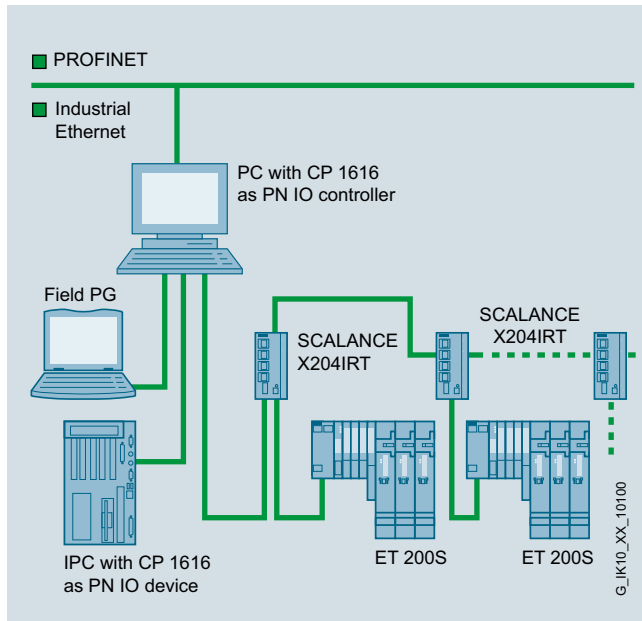 PROFINET
Industrial
Ethernet
PC with CP 1616
as PN IO controller
Field PG
SCALANCE
X204IRT
SCALANCE
X204IRT
IPC with CP 1616
as PN IO device
ET 200S
ET 200S
G_IK10_XX_10100